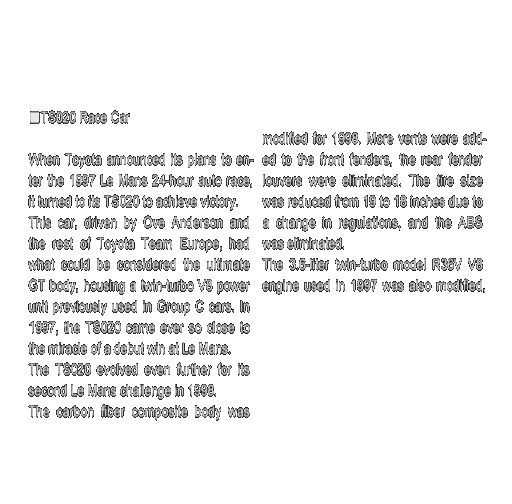 ■TS020 Race Car
When Toyota announced its plans to en-
ter the 1997 Le Mans 24-hour auto race,
it turned to its TS020 to achieve victory.
This car, driven by Ove Anderson and
the rest of Toyota Team Europe, had
what could be considered the ultimate
GT body, housing a twin-turbo V8 power
unit previously used in Group C cars. In
1997, the TS020 came ever so close to
the miracle of a debut win at Le Mans.
The TS020 evolved even further for its
second Le Mans challenge in 1998.
The carbon fiber composite body was
modified for 1998. More vents were add-
ed to the front fenders, the rear fender
louvers were eliminated. The tire size
was reduced from 19 to 18 inches due to
a change in regulations, and the ABS
was eliminated.
The 3.6-liter twin-turbo model R36V V8
engine used in 1997 was also modified,